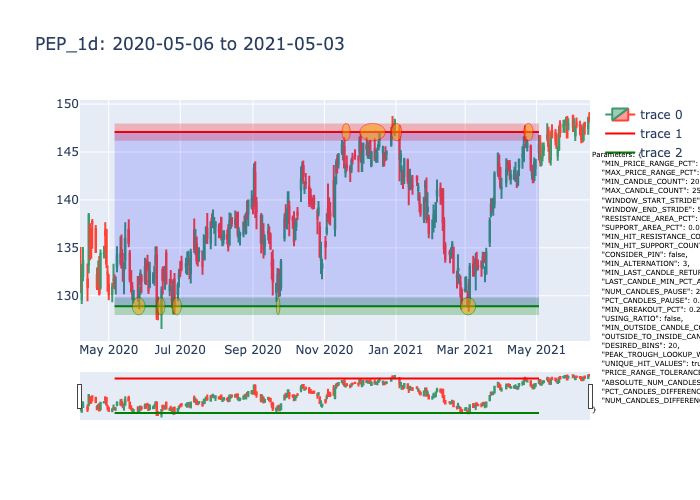 PEP_1d: 2020-05-06 to 2021-05-03
150
145
140
135
130
May 2020
Jul 2020
Sep 2020
Nov 2020
Jan 2021
Mar 2021
May 2021
trace 0
trace 1
trace 2
Parameters: {
"MIN_PRICE_RANGE_PCT":
"MAX_PRICE_RANGE_PCT":
"MIN_CANDLE_COUNT": 20
"MAX_CANDLE_COUNT": 25
"WINDOW_START_STRIDE"
"WINDOW_END_STRIDE": 5
"RESISTANCE_AREA_PCT":
"SUPPORT_AREA_PCT": 0.0
"MIN_HIT_RESISTANCE_CO
"MIN_HIT_SUPPORT_COUN
"CONSIDER_PIN": false,
"MIN_ALTERNATION": 3,
"MIN_LAST_CANDLE_RETUR
"LAST_CANDLE_MIN_PCT_A
"NUM_CANDLES_PAUSE": 2
"PCT_CANDLES_PAUSE": 0.
"MIN_BREAKOUT_PCT": 0.2
"USING_RATIO": false,
"MIN_OUTSIDE_CANDLE_CO
"OUTSIDE_TO_INSIDE_CAN
"DESIRED_BINS": 20,
"PEAK_TROUGH_LOOKUP_W
"UNIQUE_HIT_VALUES": tru
"PRICE_RANGE_TOLERANC
"ABSOLUTE_NUM_CANDLES
"PCT_CANDLES_DIFFERENC
"NUM_CANDLES_DIFFEREN
}